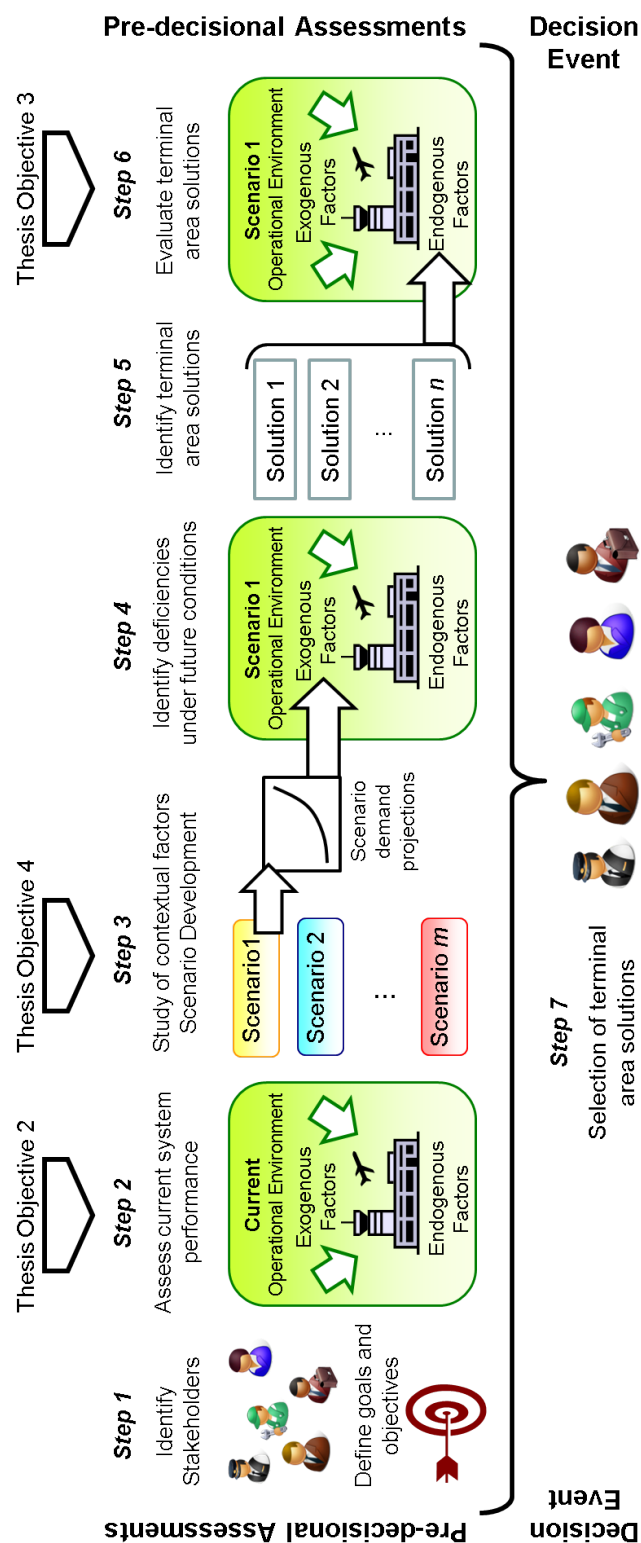 Thesis Objective 2
Thesis Objective 4
Thesis Objective 3
Pre-decisional Assessments
Step 1
Identify
Stakeholders
Define goals and
objectives
Step 2
Assess current system
performance
Current
Operational Environment
Exogenous
Factors
Endogenous
Factors
Step 3
Study of contextual factors
Scenario Development
Scenario1
Scenario 2
...
Scenario m
Scenario
demand
projections
Step 4
Identify deficiencies
under future conditions
Scenario 1
Operational Environment
Exogenous
Factors
Endogenous
Factors
Step 5
Identify terminal
area solutions
Solution 1
Solution 2
...
Solution n
Step 6
Evaluate terminal
area solutions
Scenario 1
Operational Environment
Exogenous
Factors
Endogenous
Factors
Pre-decisional Assessments
Decision
Event
Step 7
Selection of terminal
area solutions
Decision
Event